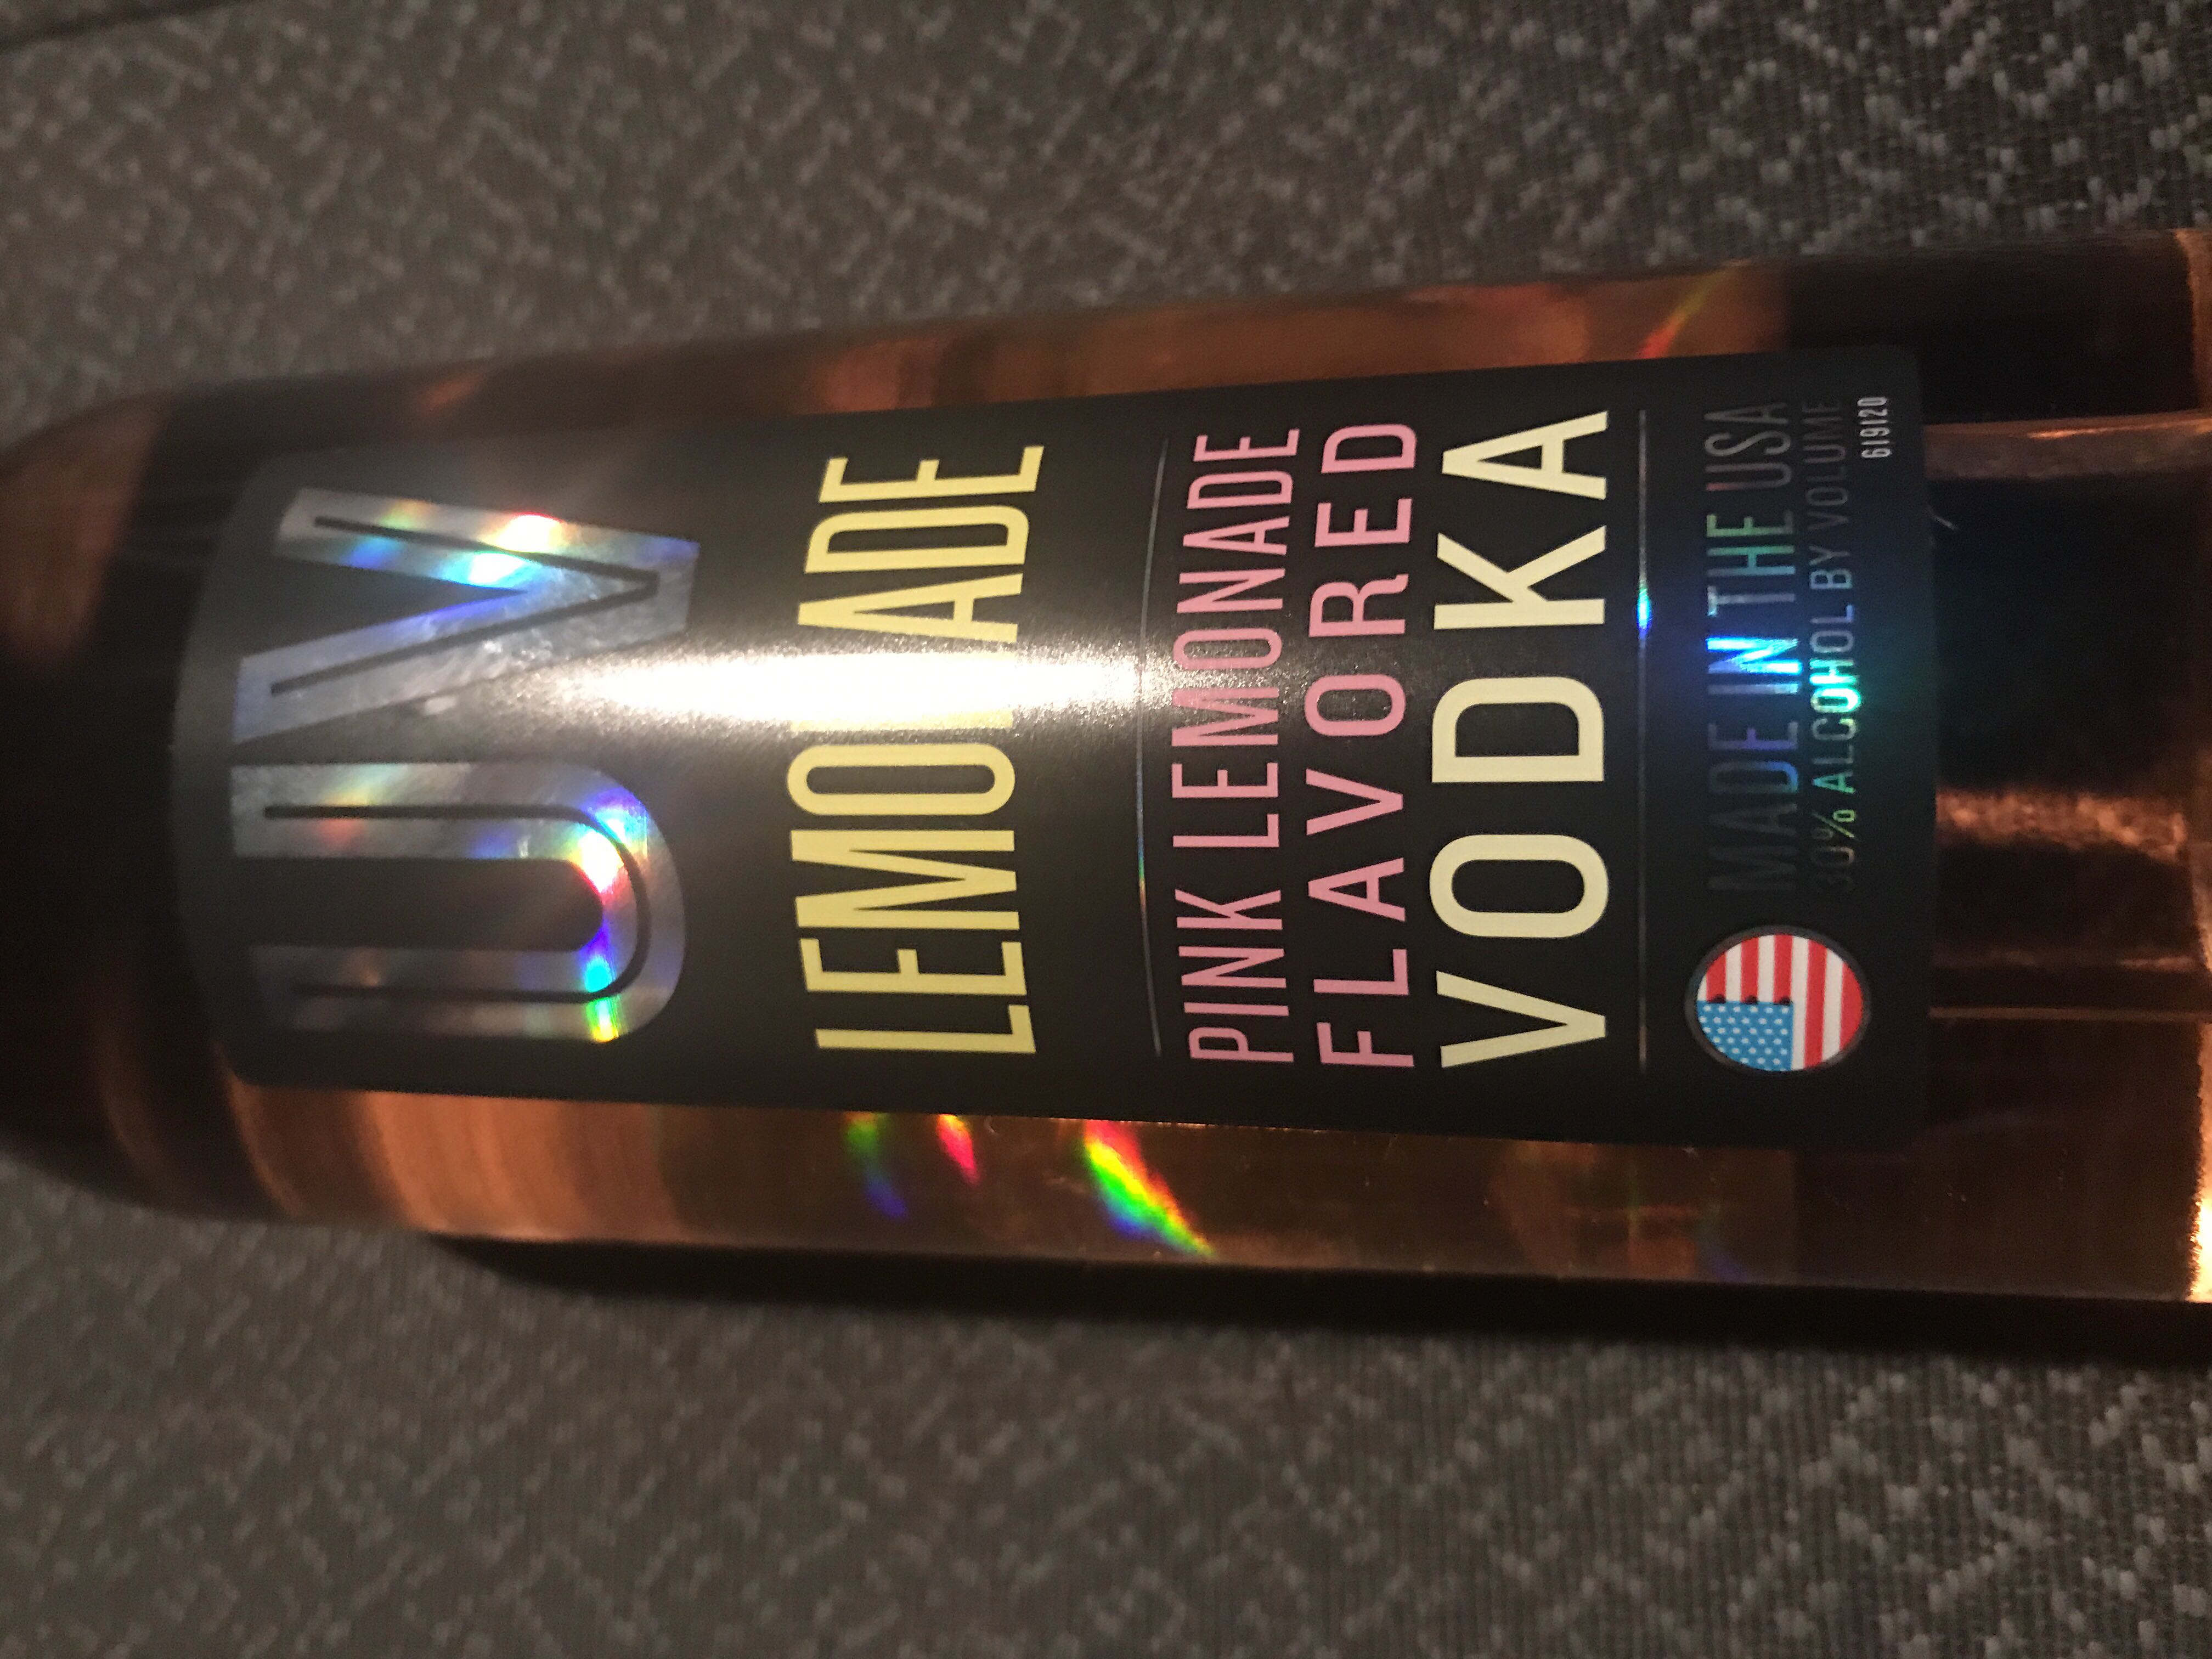 UV
LEMONADE
PINK LEMONADE
FLAVORED
VODKA
MADE IN THE USA
30% ALCOHOL BY VOLUME
619120